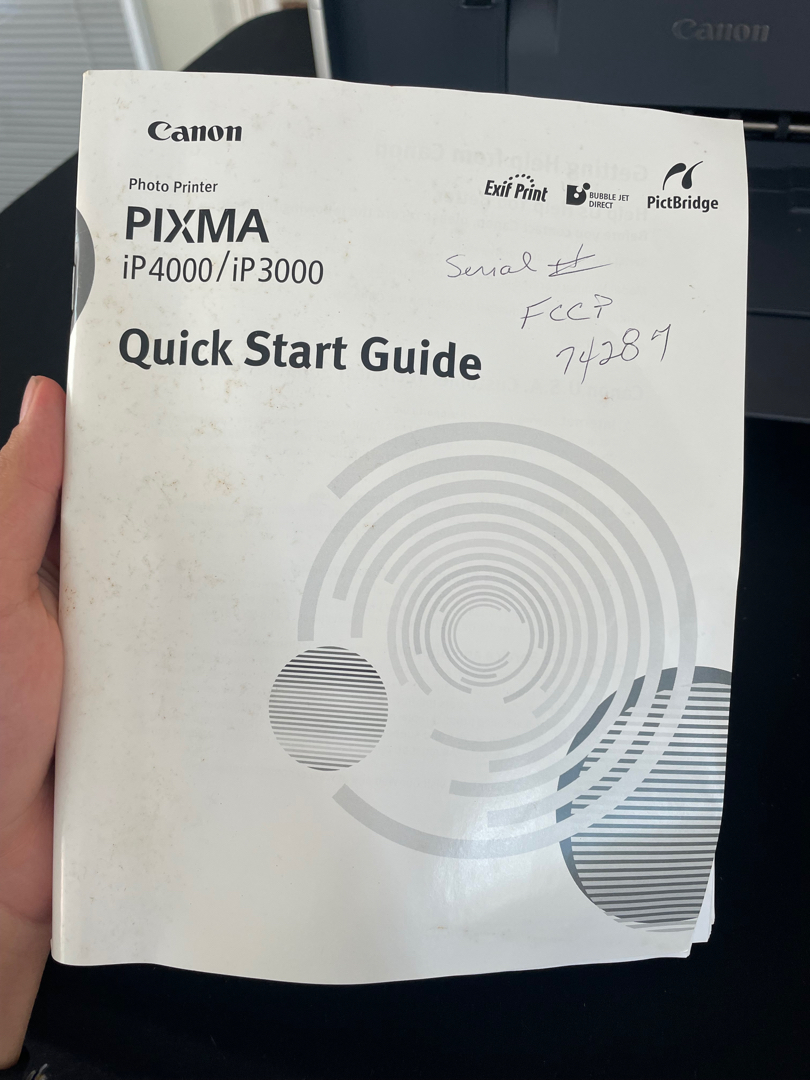 Canon
Canon
Photo Printer
PIXMA
iP4000/iP3000
Exif Print
BUBBLE JET
DIRECT
PictBridge
Serial #
FCCP
74287
Quick Start Guide